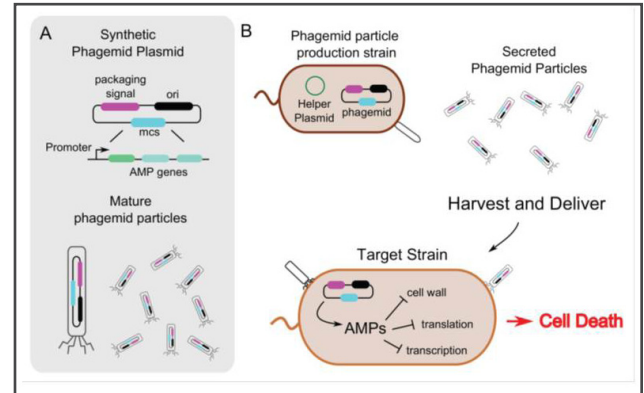 A
Synthetic
Phagemid Plasmid
packaging
signal
ori
mcs
Promoter
AMP genes
Mature
phagemid particles
B
Phagemid particle
production strain
Helper
Plasmid
phagemid
Secreted
Phagemid Particles
Harvest and Deliver
Target Strain
AMPs
cell wall
translation
transcription
Cell Death